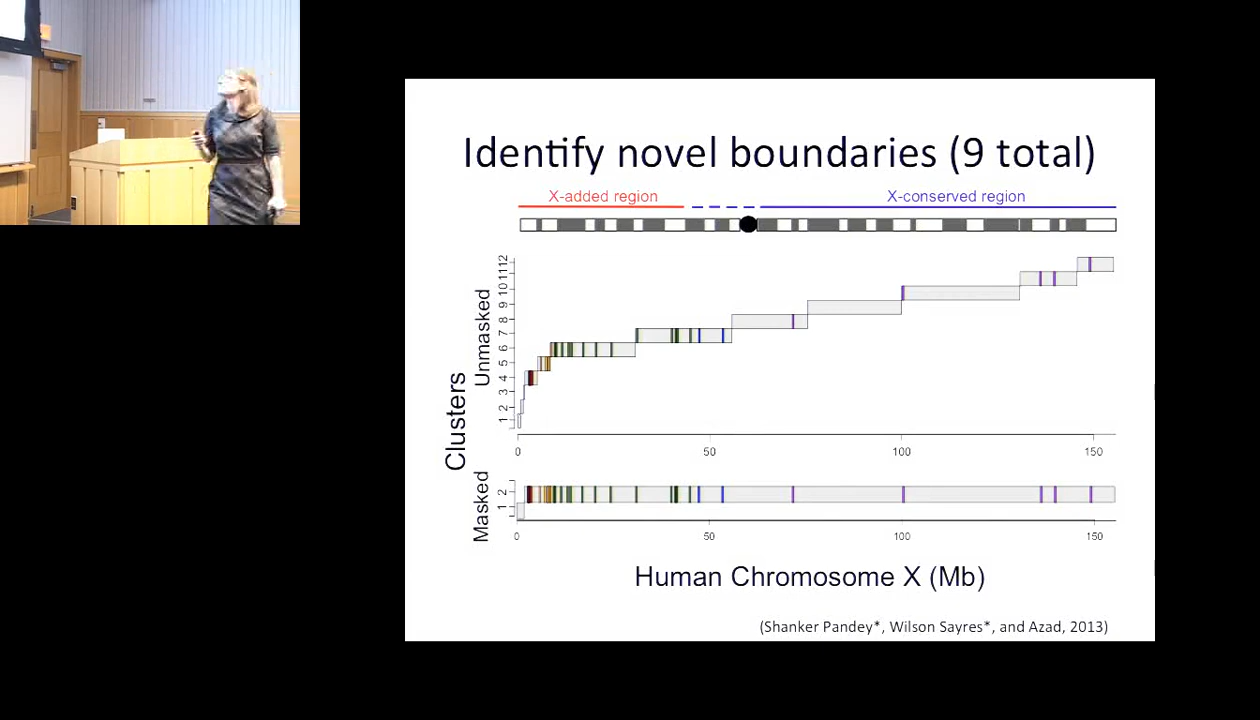 Identify novel boundaries (9 total)
X-added region
X-conserved region
Clusters
Unmasked
1 2 3 4 5 6 7 8 9 10 11 12
0 50 100 150
Masked
1 2
0 50 100 150
Human Chromosome X (Mb)
(Shanker Pandey*, Wilson Sayres*, and Azad, 2013)